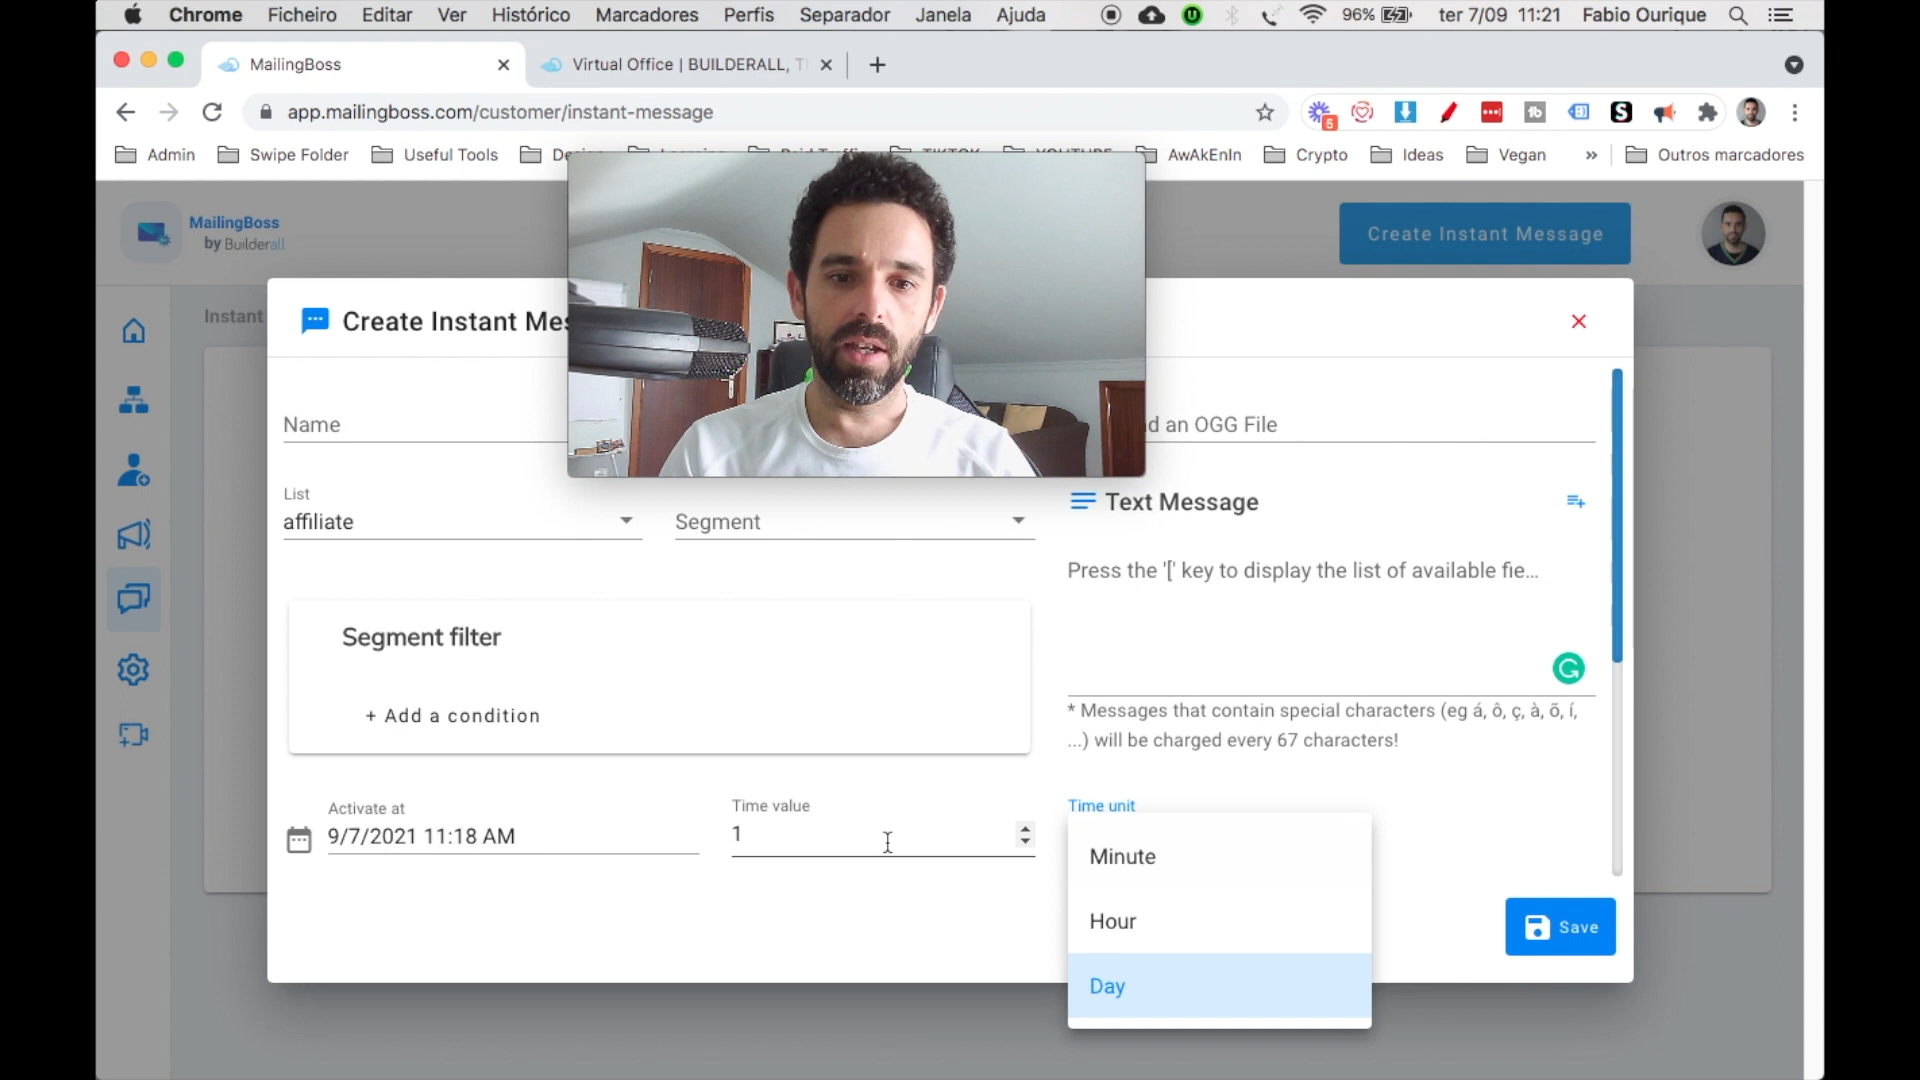 Chrome Ficheiro Editar Ver Histórico Marcadores Perfis Separador Janela Ajuda 96% ter 7/09 11:21 Fabio Ourique
MailingBoss Virtual Office | BUILDERALL, T
app.mailingboss.com/customer/instant-message 5
Admin Swipe Folder Useful Tools YOUTUBE AwAkEnIn Crypto Ideas Vegan » Outros marcadores
MailingBoss
by Builderall
Create Instant Message
Instant
Create Instant Mes
Name
d an OGG File
List
affiliate
Segment
Text Message
Press the '[' key to display the list of available fie...
Segment filter
+ Add a condition
* Messages that contain special characters (eg á, ô, ç, à, õ, í,
...) will be charged every 67 characters!
Activate at
9/7/2021 11:18 AM
Time value
1
Time unit
Minute
Hour
Day
Save